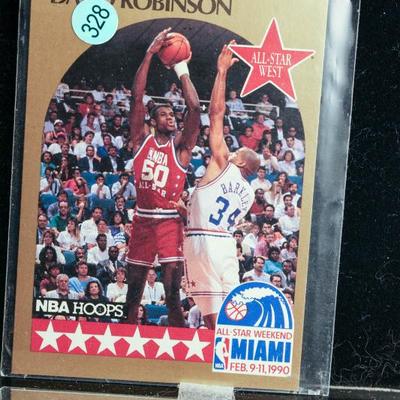 328
ROBINSON
ALL-STAR
WEST
NBA
50
ALL-STAR
BARKLEY
34
NBA HOOPS
ALL-STAR WEEKEND
NBA
MIAMI
FEB. 9-11, 1990